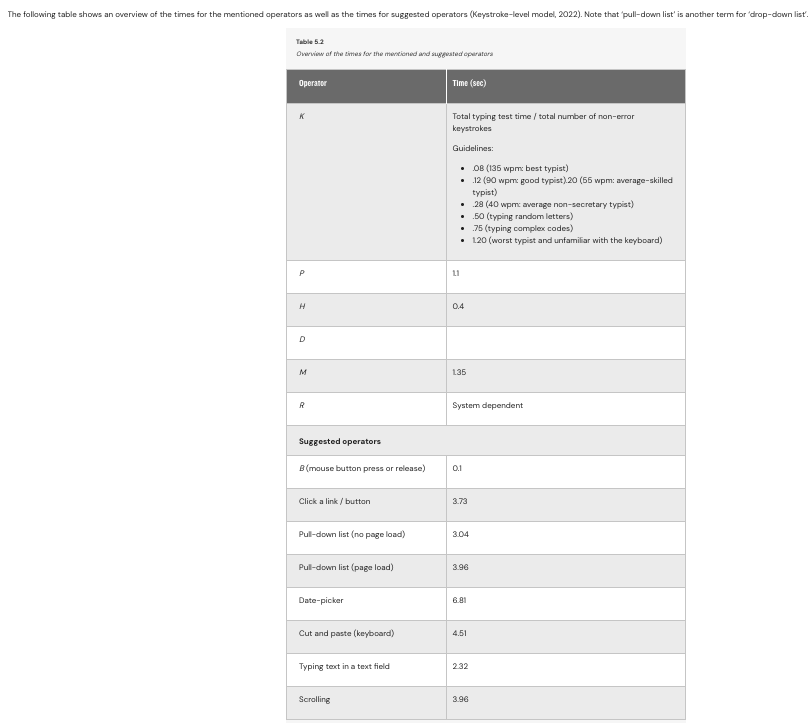 The following table shows an overview of the times for the mentioned operators as well as the times for suggested operators (Keystroke-level model, 2022). Note that ‘pull-down list’ is another term for ‘drop-down list’.
Table 5.2
Overview of the times for the mentioned and suggested operators
Operator Time (sec)
K Total typing test time / total number of non-error
keystrokes
Guidelines:
• .08 (135 wpm: best typist)
• .12 (90 wpm: good typist).20 (55 wpm: average-skilled
typist)
• .28 (40 wpm: average non-secretary typist)
• .50 (typing random letters)
• .75 (typing complex codes)
• 1.20 (worst typist and unfamiliar with the keyboard)
P 1.1
H 0.4
D
M 1.35
R System dependent
Suggested operators
B (mouse button press or release) 0.1
Click a link / button 3.73
Pull-down list (no page load) 3.04
Pull-down list (page load) 3.96
Date-picker 6.81
Cut and paste (keyboard) 4.51
Typing text in a text field 2.32
Scrolling 3.96